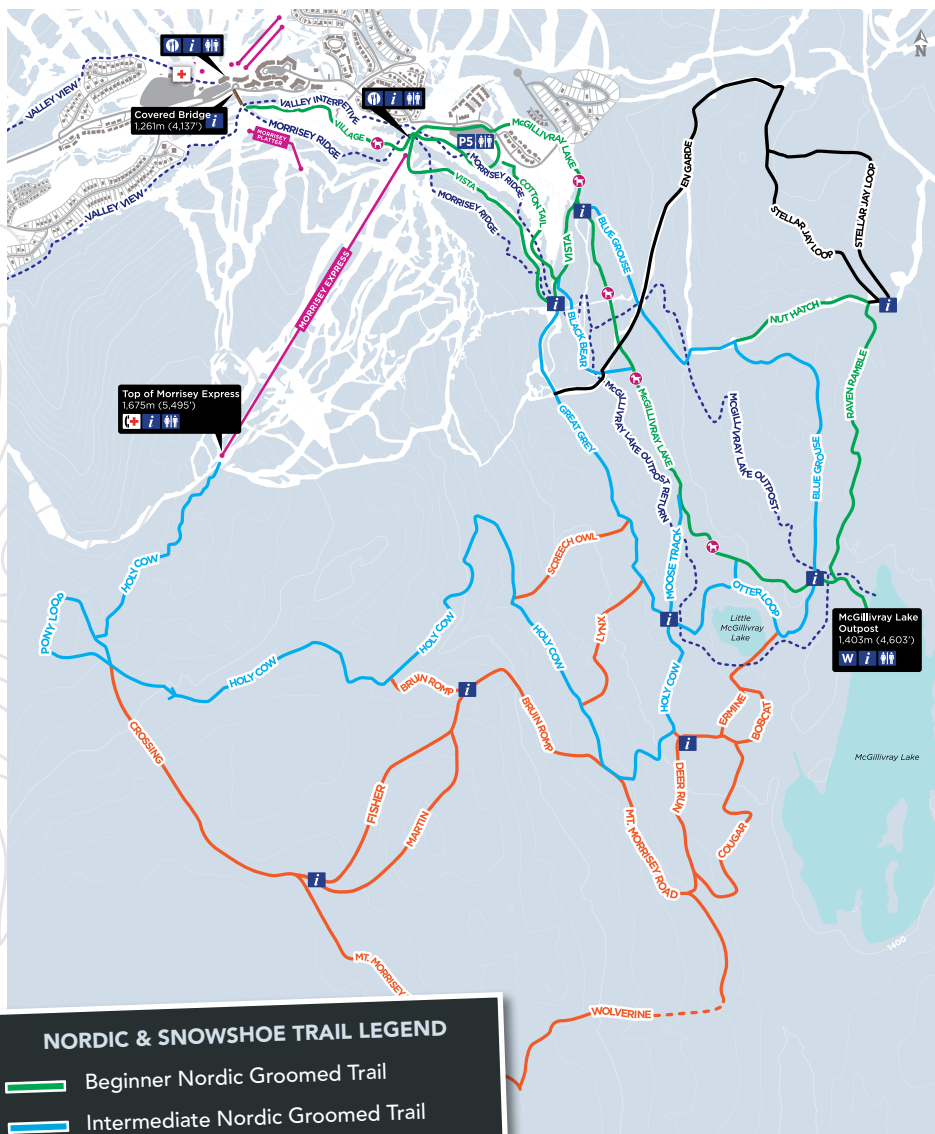 N
VALLEY VIEW
Covered Bridge
1,261m (4,137')
i
VALLEY INTERPETIVE
VILLAGE
MORRISEY RIDGE
MORRISEY
PLATTER
VALLEY VIEW
P5
McGILLIVRAY LAKE
MORRISEY RIDGE
COTTON TAIL
VISTA
MORRISEY RIDGE
VISTA
BLUE GROUSE
EN GARDE
STELLAR JAY LOOP
STELLAR JAY LOOP
MORRISEY EXPRESS
BLACK BEAR
NUT HATCH
RAVEN RAMBLE
Top of Morrisey Express
1,675m (5,495')
i
GREAT GREY
McGILLIVRAY LAKE OUTPOST RETURN
McGILLIVRAY LAKE
McGILLIVRAY LAKE OUTPOST
BLUE GROUSE
SCREECH OWL
MOOSE TRACK
HOLY COW
PONY LOOP
HOLY COW
HOLY COW
HOLY COW
LYNX
OTTER LOOP
Little
McGillivray
Lake
McGillivray Lake
Outpost
1,403m (4,603')
W i
HOLY COW
BRUIN ROMP
BRUIN ROMP
ERMINE
BOBCAT
CROSSING
McGillivray Lake
FISHER
MARTIN
DEER RUN
MT. MORRISEY ROAD
COUGAR
1400
MT. MORRISEY
WOLVERINE
NORDIC & SNOWSHOE TRAIL LEGEND
Beginner Nordic Groomed Trail
Intermediate Nordic Groomed Trail